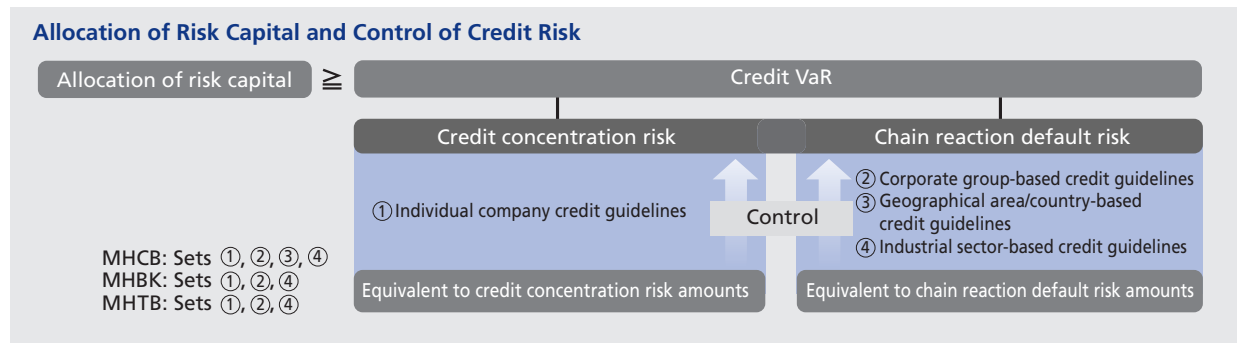 Allocation of Risk Capital and Control of Credit Risk
Allocation of risk capital ≧ Credit VaR
Credit concentration risk
Chain reaction default risk
① Individual company credit guidelines
Control
② Corporate group-based credit guidelines
③ Geographical area/country-based
credit guidelines
④ Industrial sector-based credit guidelines
MHCB: Sets ①, ②, ③, ④
MHBK: Sets ①, ②, ④
MHTB: Sets ①, ②, ④
Equivalent to credit concentration risk amounts
Equivalent to chain reaction default risk amounts